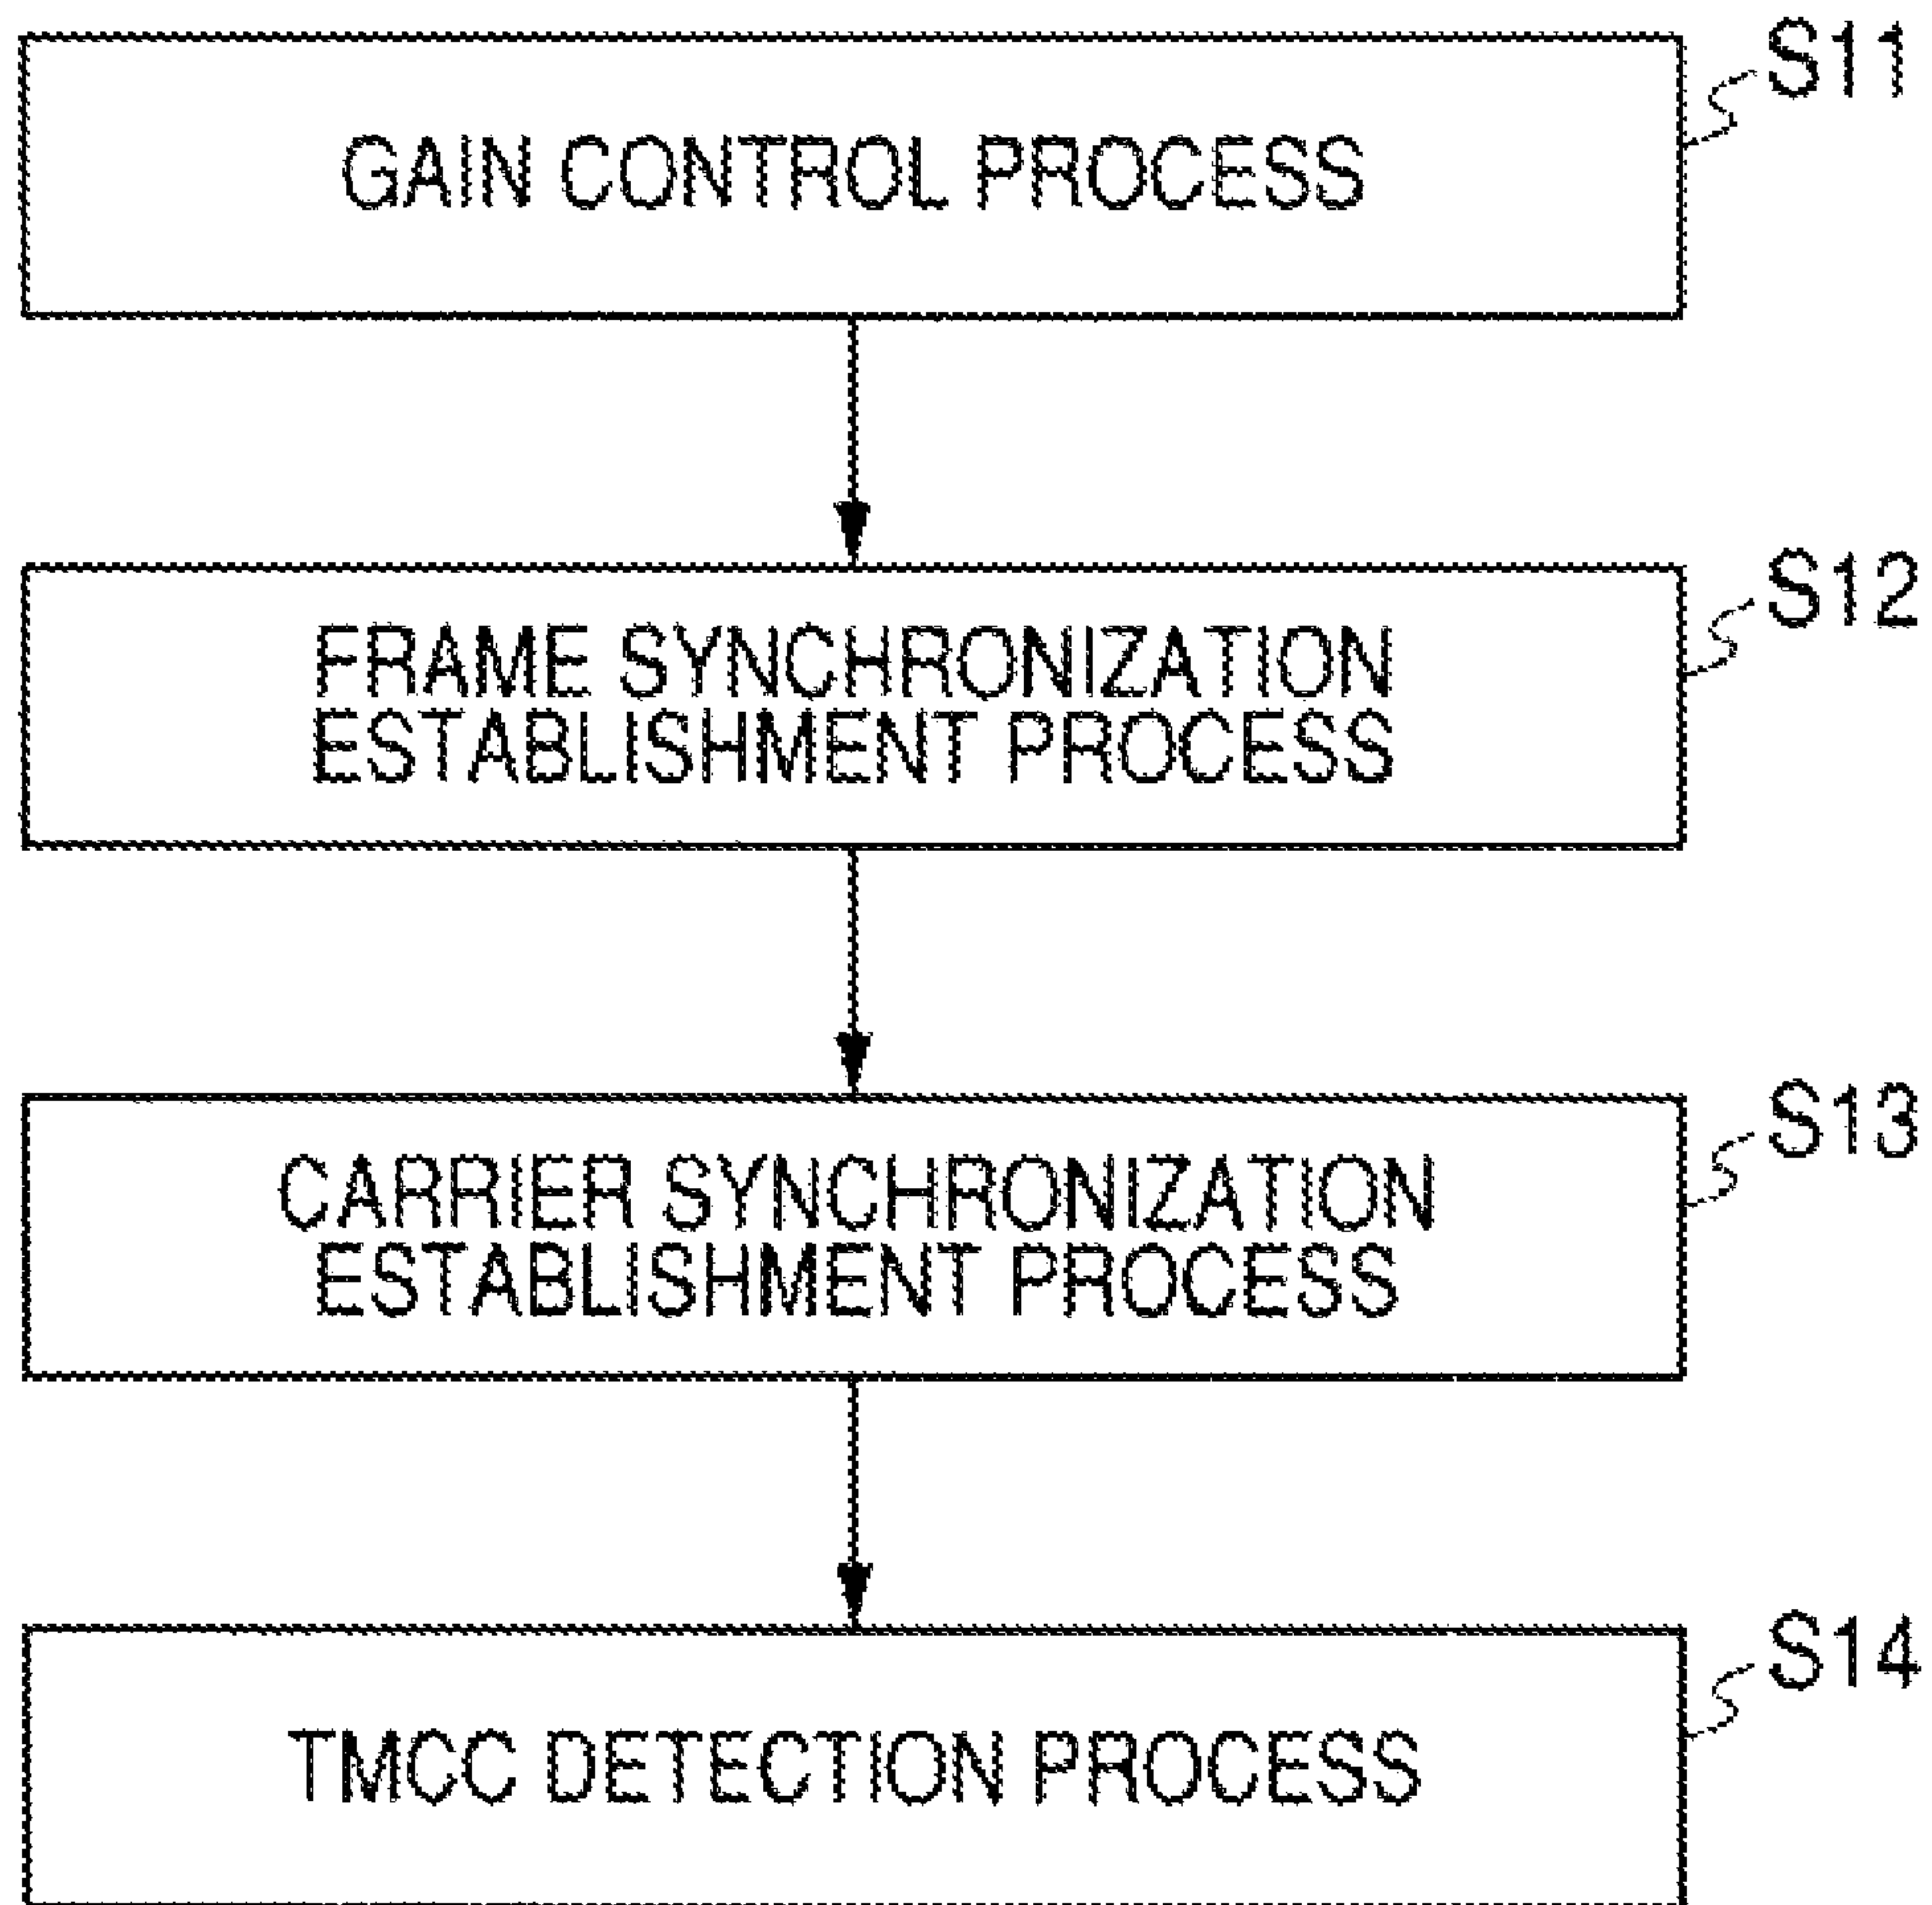 S11
GAIN CONTROL PROCESS
S12
FRAME SYNCHRONIZATION
ESTABLISHMENT PROCESS
S13
CARRIER SYNCHRONIZATION
ESTABLISHMENT PROCESS
S14
TMCC DETECTION PROCESS